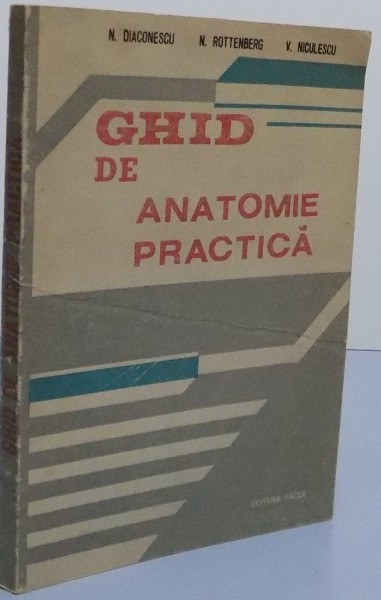 N. DIACONESCU N. ROTTENBERG V. NICULESCU
GHID
DE
ANATOMIE
PRACTICĂ
EDITURA FACLA